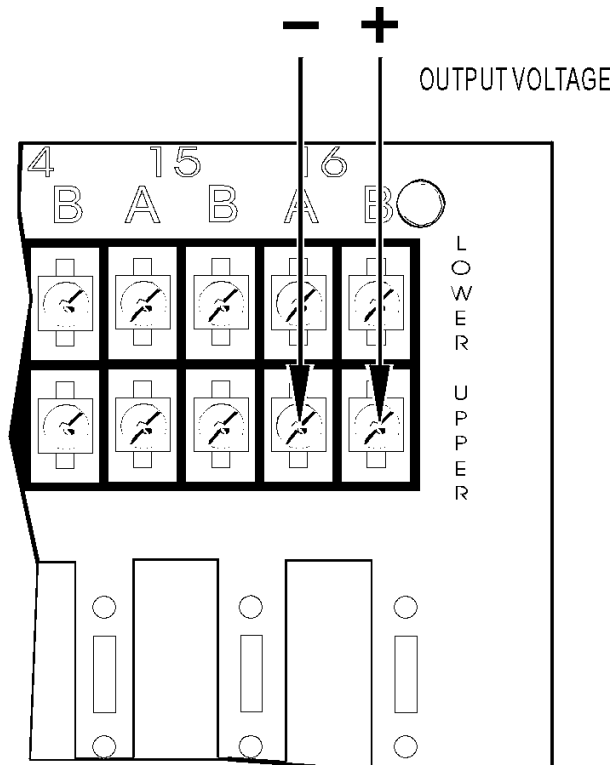 − +
OUTPUT VOLTAGE
4 15 16
B A B A B
LOWER UPPER